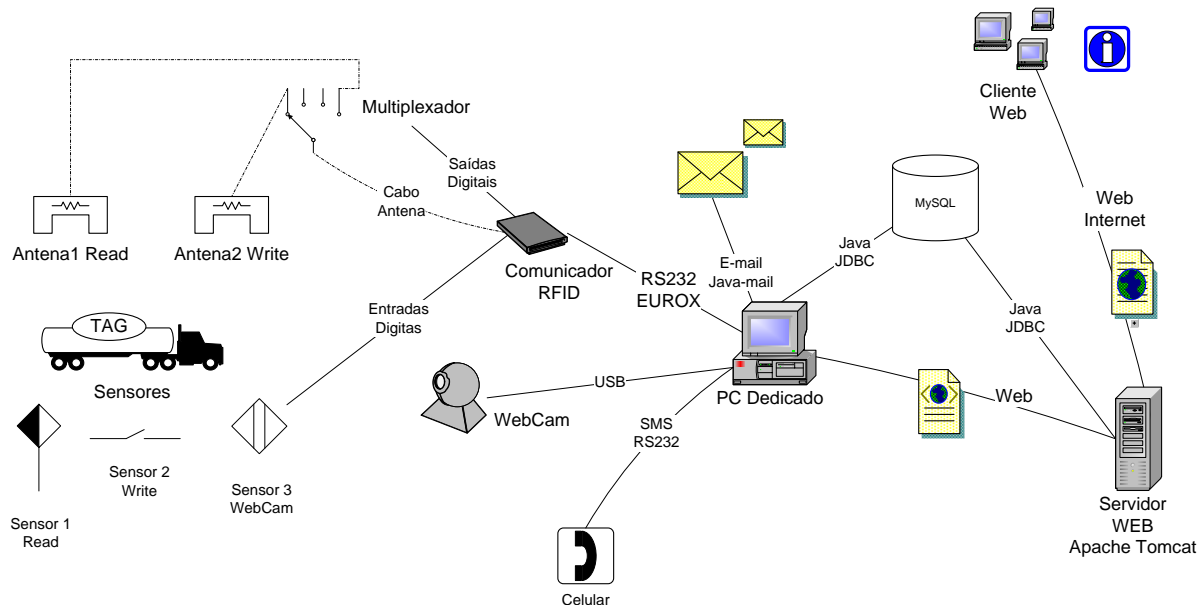 Cliente
Web
Multiplexador
Saídas
Digitais
Cabo
Antena
MySQL
Web
Internet
Antena1 Read
Antena2 Write
Comunicador
RFID
RS232
EUROX
E-mail
Java-mail
Java
JDBC
Java
JDBC
Entradas
Digitas
TAG
Sensores
USB
WebCam
PC Dedicado
Web
SMS
RS232
Sensor 1
Read
Sensor 2
Write
Sensor 3
WebCam
Servidor
WEB
Apache Tomcat
Celular